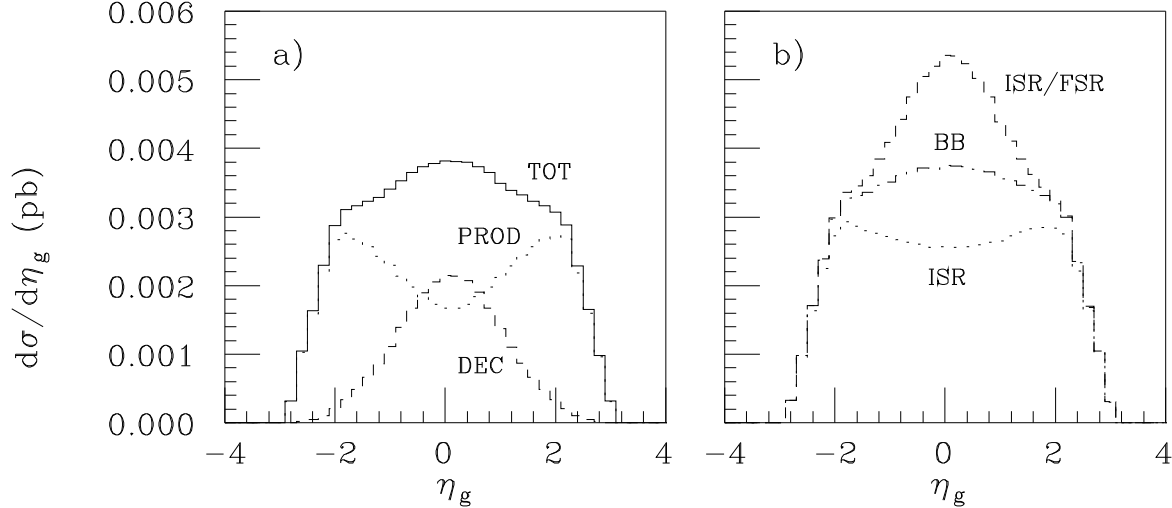 0.006
0.005
0.004
0.003
0.002
0.001
0.000
dσ/dη_g (pb)
a)
TOT
PROD
DEC
−4 −2 0 2 4
η_g
b)
ISR/FSR
BB
ISR
−4 −2 0 2 4
η_g